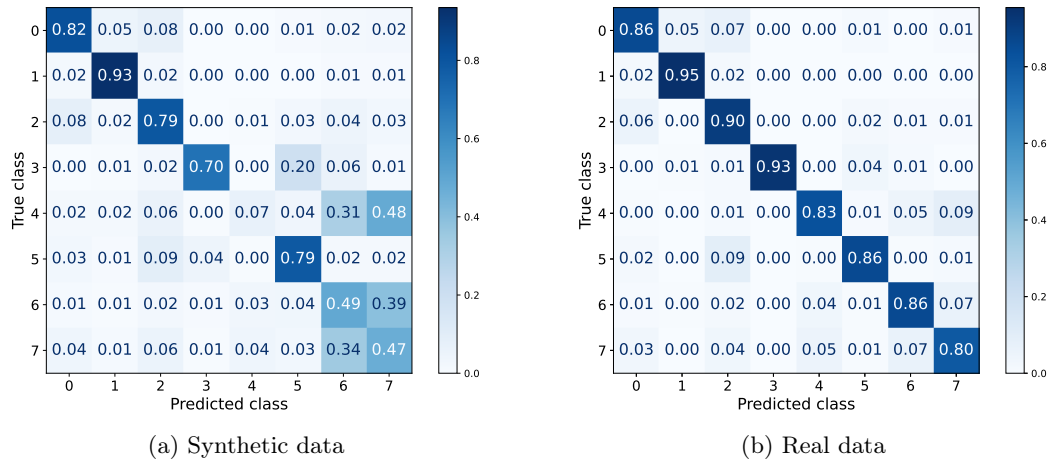 0 0.82 0.05 0.08 0.00 0.00 0.01 0.02 0.02
1 0.02 0.93 0.02 0.00 0.00 0.00 0.01 0.01
2 0.08 0.02 0.79 0.00 0.01 0.03 0.04 0.03
3 0.00 0.01 0.02 0.70 0.00 0.20 0.06 0.01
4 0.02 0.02 0.06 0.00 0.07 0.04 0.31 0.48
5 0.03 0.01 0.09 0.04 0.00 0.79 0.02 0.02
6 0.01 0.01 0.02 0.01 0.03 0.04 0.49 0.39
7 0.04 0.01 0.06 0.01 0.04 0.03 0.34 0.47
0 1 2 3 4 5 6 7
Predicted class
True class
0.8
0.6
0.4
0.2
0.0
(a) Synthetic data
0 0.86 0.05 0.07 0.00 0.00 0.01 0.00 0.01
1 0.02 0.95 0.02 0.00 0.00 0.00 0.01 0.00
2 0.06 0.00 0.90 0.00 0.00 0.02 0.01 0.01
3 0.00 0.01 0.01 0.93 0.00 0.04 0.01 0.00
4 0.00 0.00 0.01 0.00 0.83 0.01 0.05 0.09
5 0.02 0.00 0.09 0.00 0.00 0.86 0.00 0.01
6 0.01 0.00 0.02 0.00 0.04 0.01 0.86 0.07
7 0.03 0.00 0.04 0.00 0.05 0.01 0.07 0.80
0 1 2 3 4 5 6 7
Predicted class
True class
0.8
0.6
0.4
0.2
0.0
(b) Real data